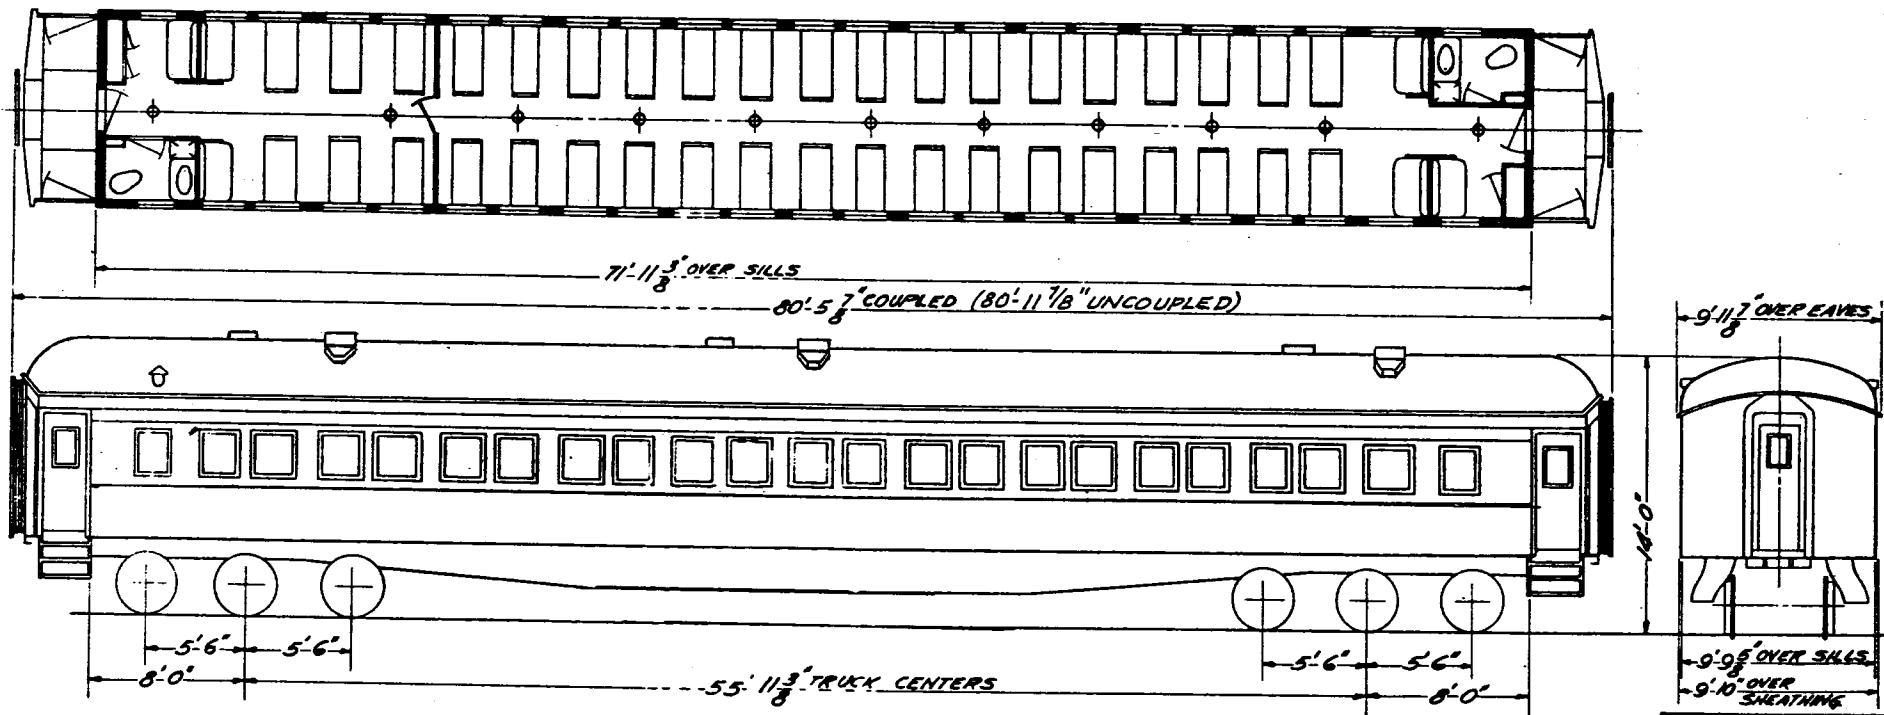 71'-11 3/8" OVER SILLS
80'-5 7/8" COUPLED (80'-11 7/8" UNCOUPLED)
9'-11 7/8" OVER EAVES
14'-0"
5'-6" 5'-6" 5'-6" 5'-6"
8'-0" 55'-11 3/8" TRUCK CENTERS 8'-0"
9'-9 5/8" OVER SILLS
9'-10" OVER
SHEATHING